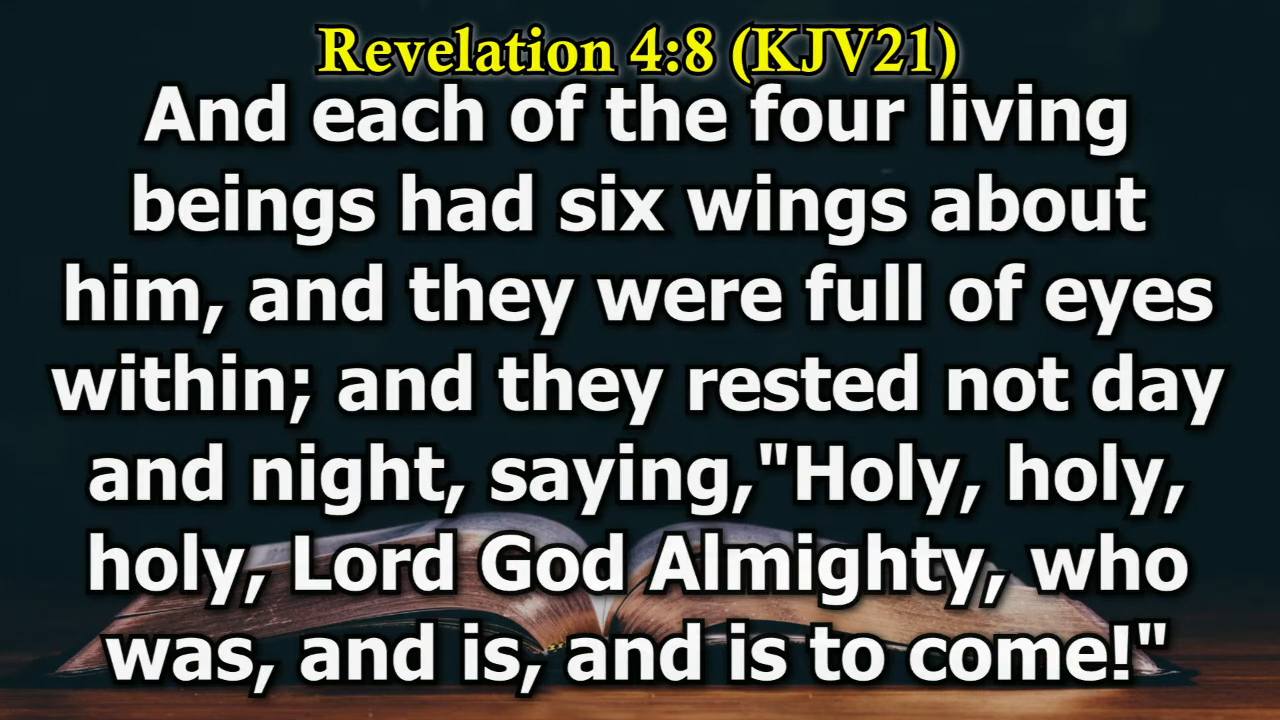 Revelation 4:8 (KJV21)
And each of the four living
beings had six wings about
him, and they were full of eyes
within; and they rested not day
and night, saying,"Holy, holy,
holy, Lord God Almighty, who
was, and is, and is to come!"